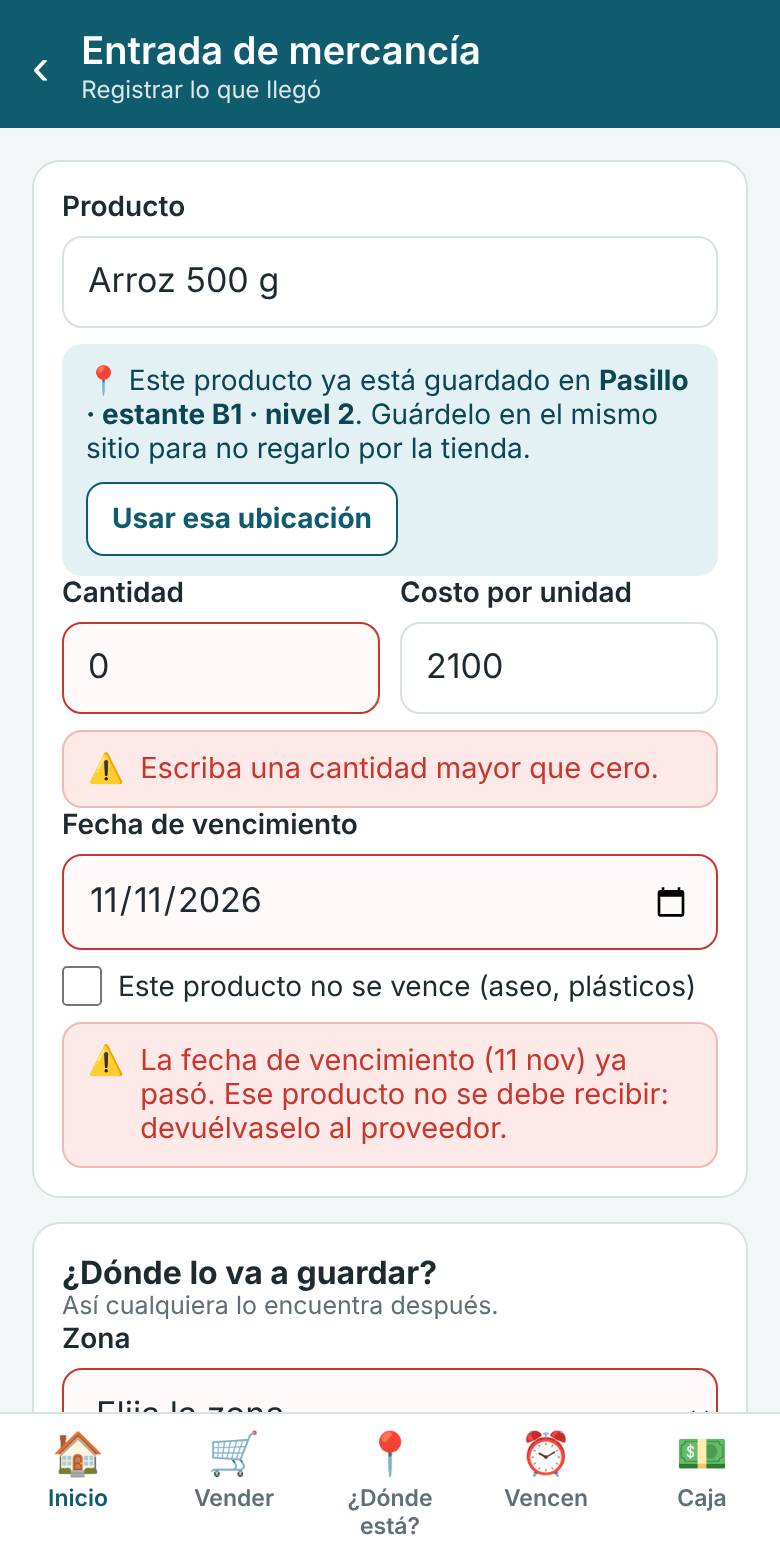 Entrada de mercancía
Registrar lo que llegó
Producto
Arroz 500 g
Este producto ya está guardado en Pasillo
· estante B1 · nivel 2. Guárdelo en el mismo
sitio para no regarlo por la tienda.
Usar esa ubicación
Cantidad
Costo por unidad
0
2100
Escriba una cantidad mayor que cero.
Fecha de vencimiento
11/11/2026
Este producto no se vence (aseo, plásticos)
La fecha de vencimiento (11 nov) ya
pasó. Ese producto no se debe recibir:
devuélvaselo al proveedor.
¿Dónde lo va a guardar?
Así cualquiera lo encuentra después.
Zona
Elija la zona
Inicio
Vender
¿Dónde
está?
Vencen
Caja